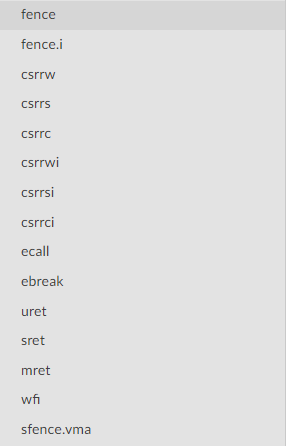 fence
fence.i
csrrw
csrrs
csrrc
csrrwi
csrrsi
csrrci
ecall
ebreak
uret
sret
mret
wfi
sfence.vma